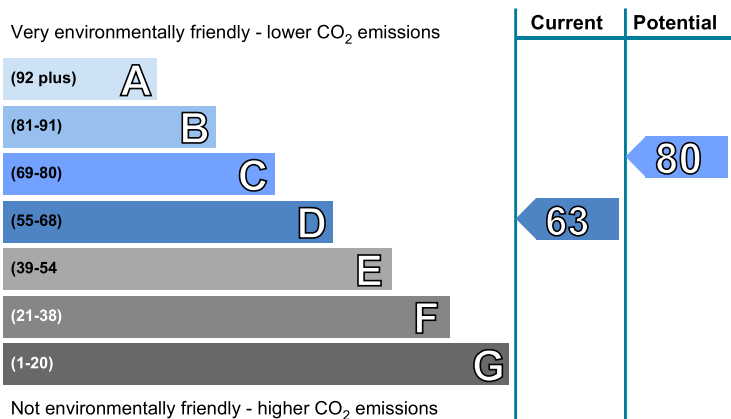 Very environmentally friendly - lower CO2 emissions
Current
Potential
(92 plus) A
(81-91) B
(69-80) C
80
(55-68) D
63
(39-54 E
(21-38) F
(1-20) G
Not environmentally friendly - higher CO2 emissions